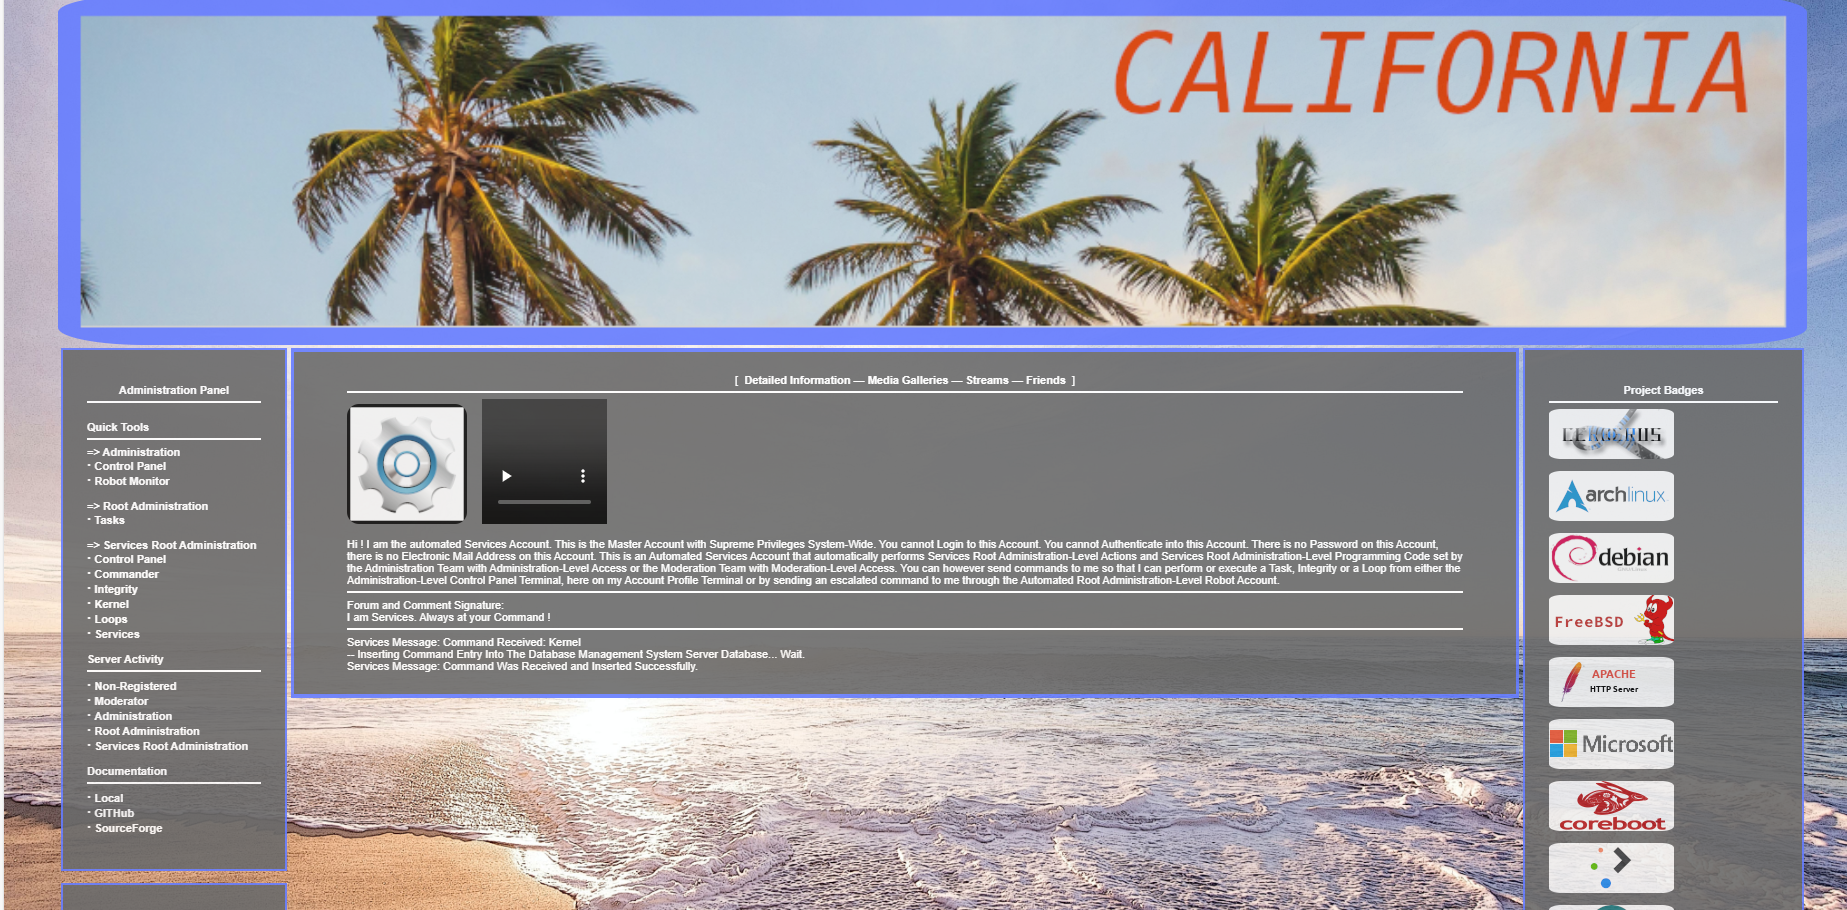 CALIFORNIA
Administration Panel
Quick Tools
=> Administration
· Control Panel
· Robot Monitor
=> Root Administration
· Tasks
=> Services Root Administration
· Control Panel
· Commander
· Integrity
· Kernel
· Loops
· Services
Server Activity
· Non-Registered
· Moderator
· Administration
· Root Administration
· Services Root Administration
Documentation
· Local
· GITHub
· SourceForge
[ Detailed Information — Media Galleries — Streams — Friends ]
Hi ! I am the automated Services Account. This is the Master Account with Supreme Privileges System-Wide. You cannot Login to this Account. You cannot Authenticate into this Account. There is no Password on this Account,
there is no Electronic Mail Address on this Account. This is an Automated Services Account that automatically performs Services Root Administration-Level Actions and Services Root Administration-Level Programming Code set by
the Administration Team with Administration-Level Access or the Moderation Team with Moderation-Level Access. You can however send commands to me so that I can perform or execute a Task, Integrity or a Loop from either the
Administration-Level Control Panel Terminal, here on my Account Profile Terminal or by sending an escalated command to me through the Automated Root Administration-Level Robot Account.
Forum and Comment Signature:
I am Services. Always at your Command !
Services Message: Command Received: Kernel
-- Inserting Command Entry Into The Database Management System Server Database... Wait.
Services Message: Command Was Received and Inserted Successfully.
Project Badges
CERBERUS
archlinux
debian
FreeBSD
APACHE
HTTP Server
Microsoft
coreboot